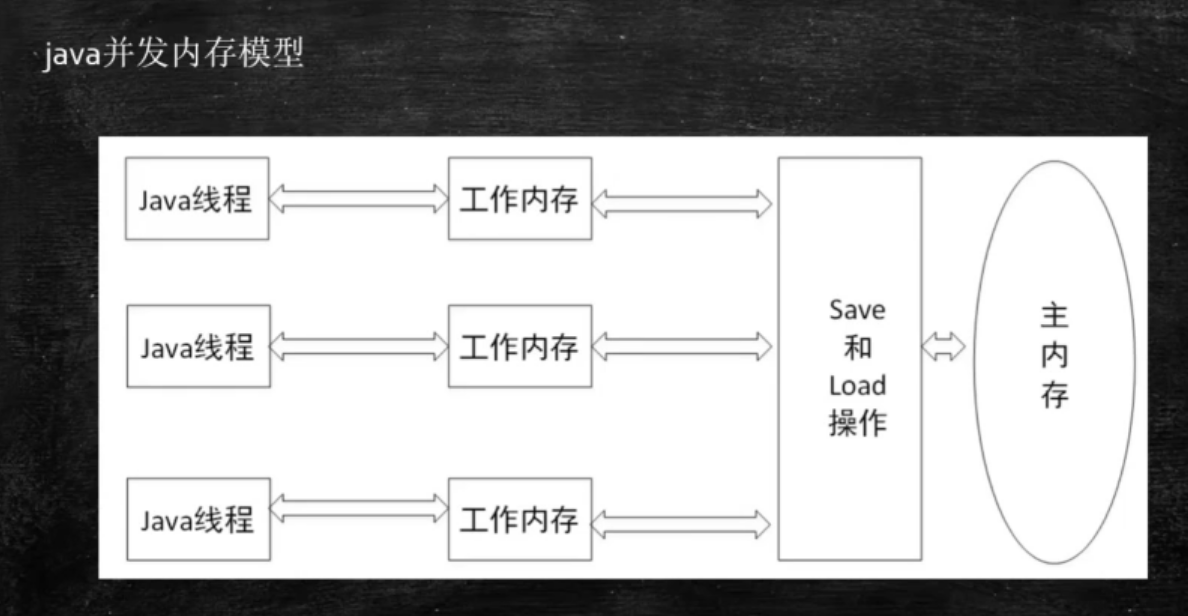 java并发内存模型
Java线程
工作内存
Java线程
工作内存
Java线程
工作内存
Save
和
Load
操作
主
内
存